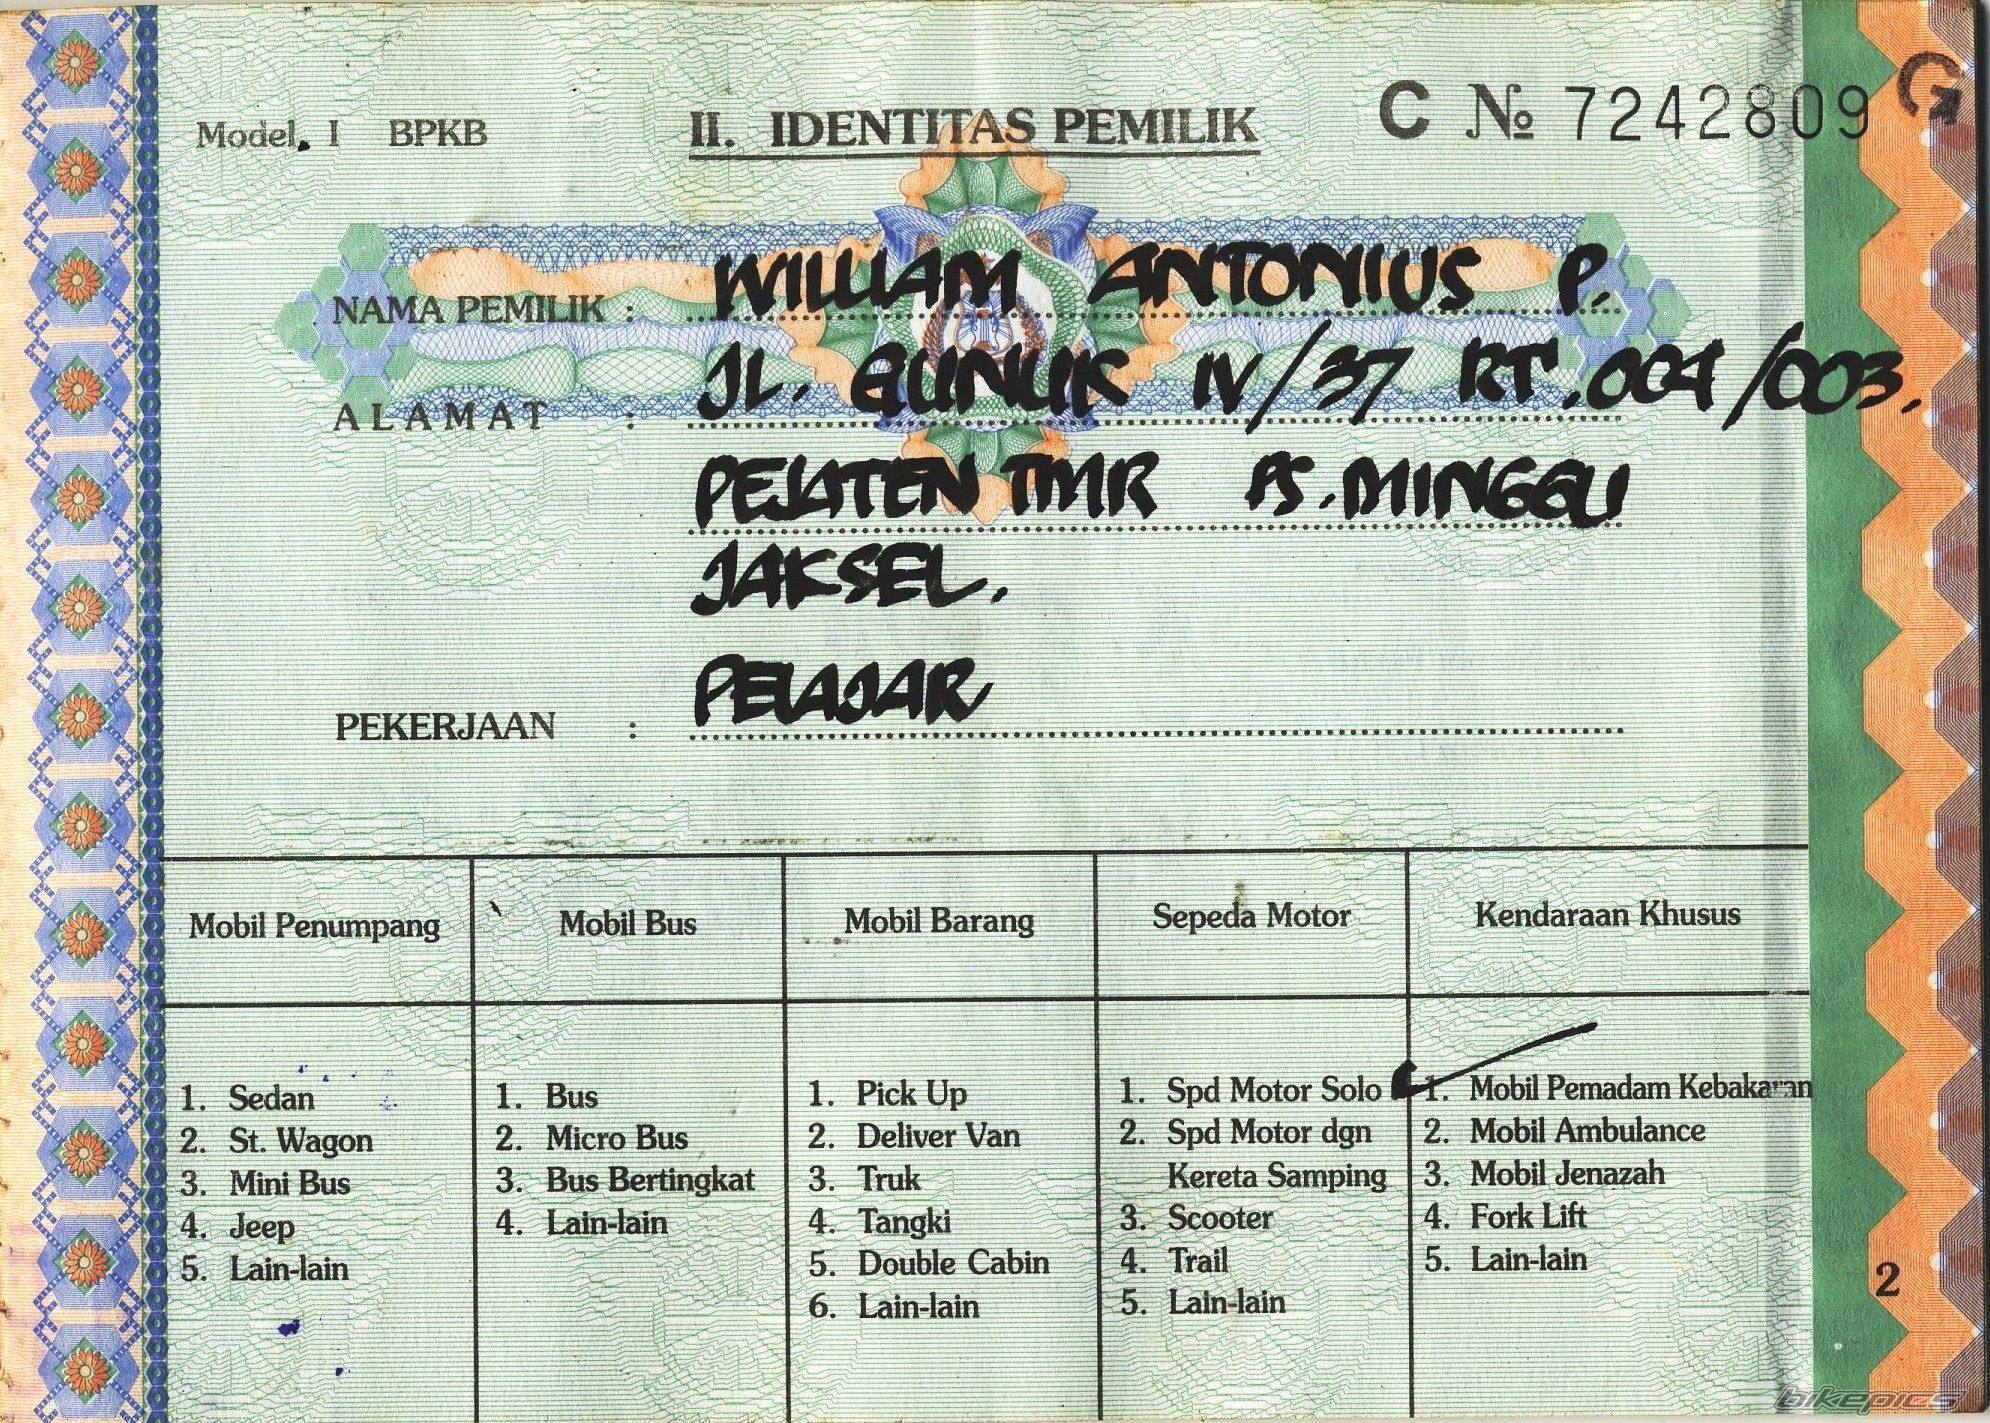 Model. I BPKB
II. IDENTITAS PEMILIK
C № 7242809 G
NAMA PEMILIK : WILLIAM ANTONIUS P.
ALAMAT : JL. GUNUK IV/37 RT.004/003.
PEJATEN TMR PS.MINGGU
JAKSEL.
PEKERJAAN : PELAJAR
Mobil Penumpang
1. Sedan
2. St. Wagon
3. Mini Bus
4. Jeep
5. Lain-lain
Mobil Bus
1. Bus
2. Micro Bus
3. Bus Bertingkat
4. Lain-lain
Mobil Barang
1. Pick Up
2. Deliver Van
3. Truk
4. Tangki
5. Double Cabin
6. Lain-lain
Sepeda Motor
1. Spd Motor Solo
2. Spd Motor dgn
Kereta Samping
3. Scooter
4. Trail
5. Lain-lain
Kendaraan Khusus
1. Mobil Pemadam Kebakaran
2. Mobil Ambulance
3. Mobil Jenazah
4. Fork Lift
5. Lain-lain
2
bikepics